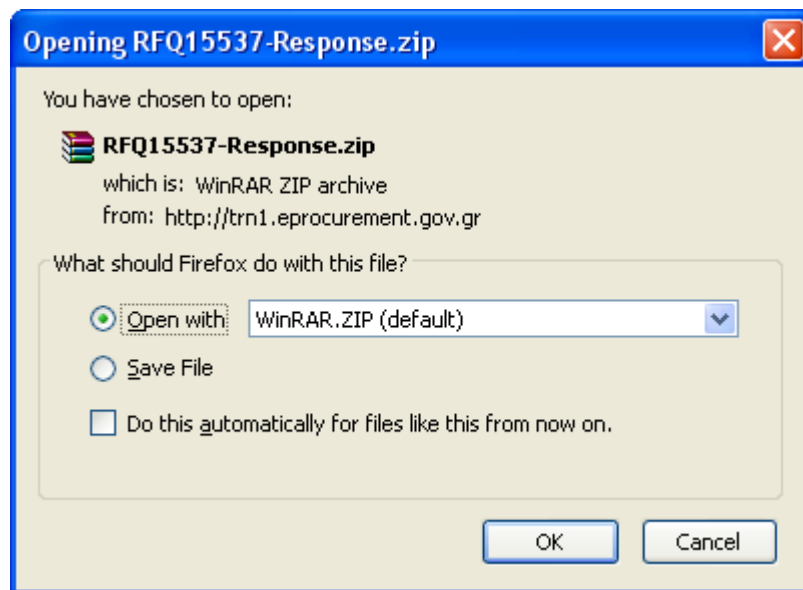 Opening RFQ15537-Response.zip
You have chosen to open:
RFQ15537-Response.zip
which is: WinRAR ZIP archive
from: http://trn1.eprocurement.gov.gr
What should Firefox do with this file?
Open with WinRAR.ZIP (default)
Save File
Do this automatically for files like this from now on.
OK Cancel